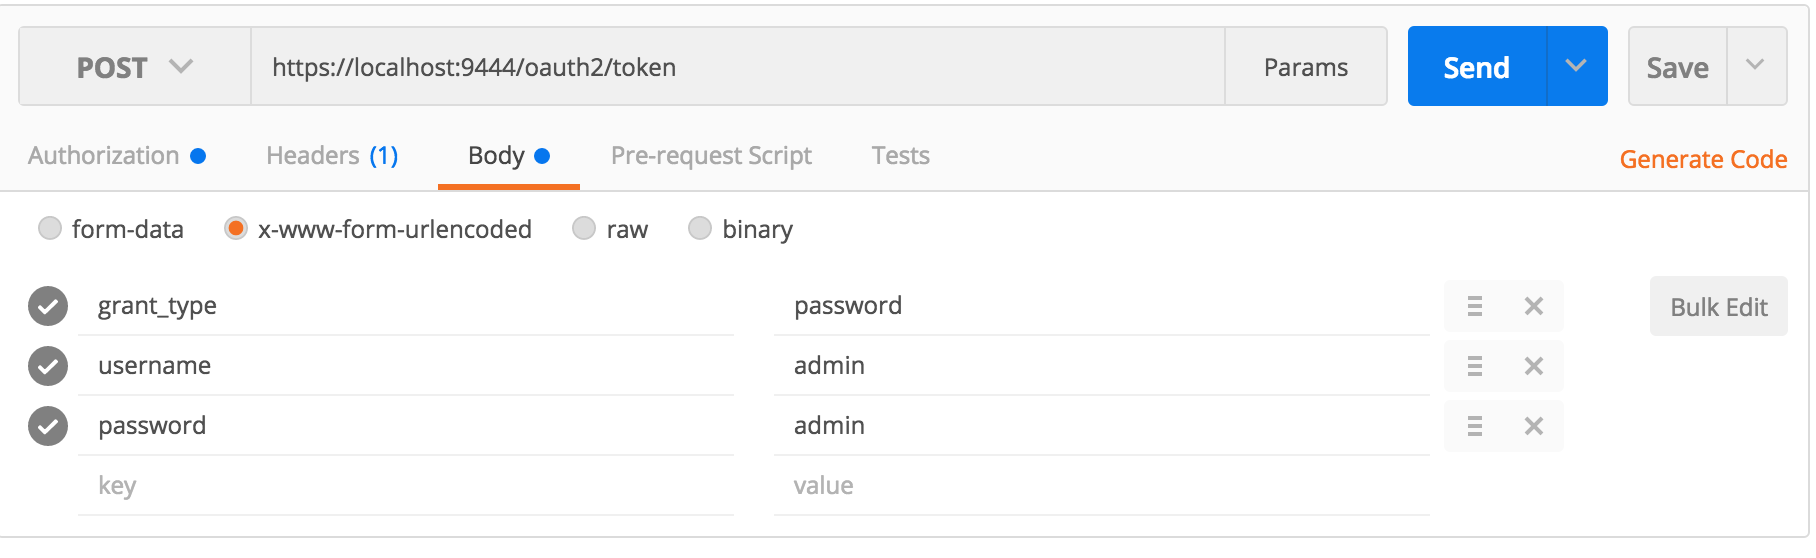 POST https://localhost:9444/oauth2/token Params Send Save
Authorization Headers (1) Body Pre-request Script Tests Generate Code
form-data x-www-form-urlencoded raw binary
grant_type password Bulk Edit
username admin
password admin
key value